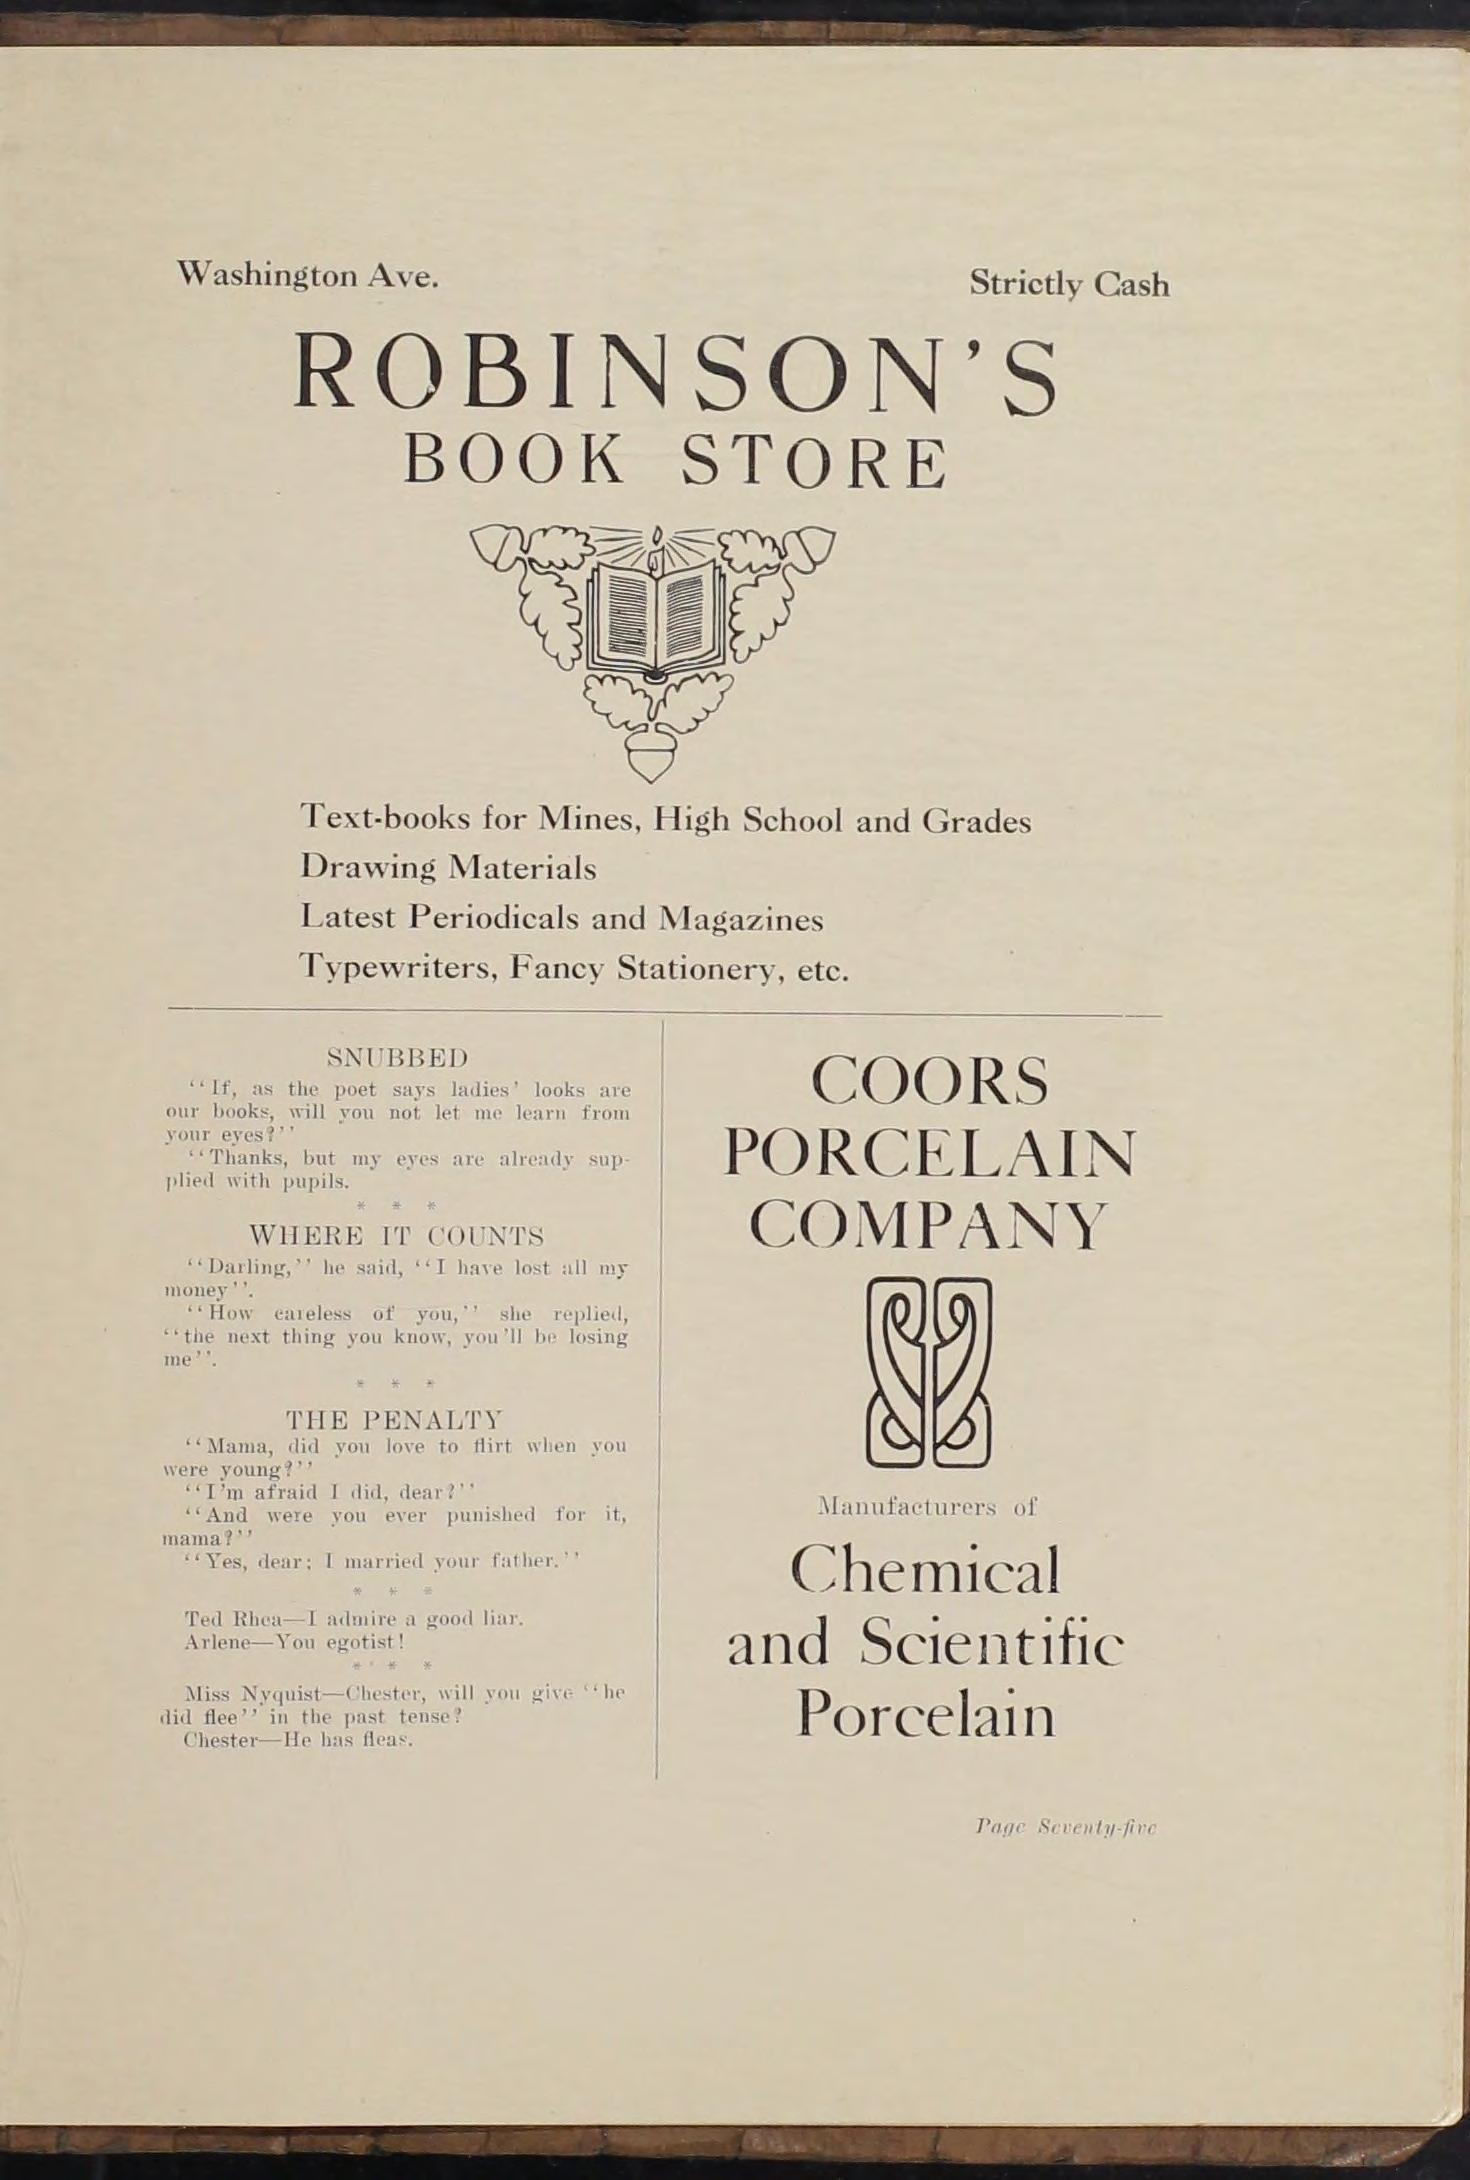 Washington Ave.
Strictly Cash
ROBINSON'S
BOOK STORE
Text-books for Mines, High School and Grades
Drawing Materials
Latest Periodicals and Magazines
Typewriters, Fancy Stationery, etc.
SNUBBED
"If, as the poet says ladies' looks are
our books, will you not let me learn from
your eyes?"
"Thanks, but my eyes are already sup-
plied with pupils.
* * *
WHERE IT COUNTS
"Darling," he said, "I have lost all my
money".
"How careless of you," she replied,
"the next thing you know, you'll be losing
me".
* * *
THE PENALTY
"Mama, did you love to flirt when you
were young?"
"I'm afraid I did, dear?"
"And were you ever punished for it,
mama?"
"Yes, dear; I married your father."
* * *
Ted Rhea—I admire a good liar.
Arlene—You egotist!
* * *
Miss Nyquist—Chester, will you give "he
did flee" in the past tense?
Chester—He has fleas.
COORS
PORCELAIN
COMPANY
Manufacturers of
Chemical
and Scientific
Porcelain
Page Seventy-five